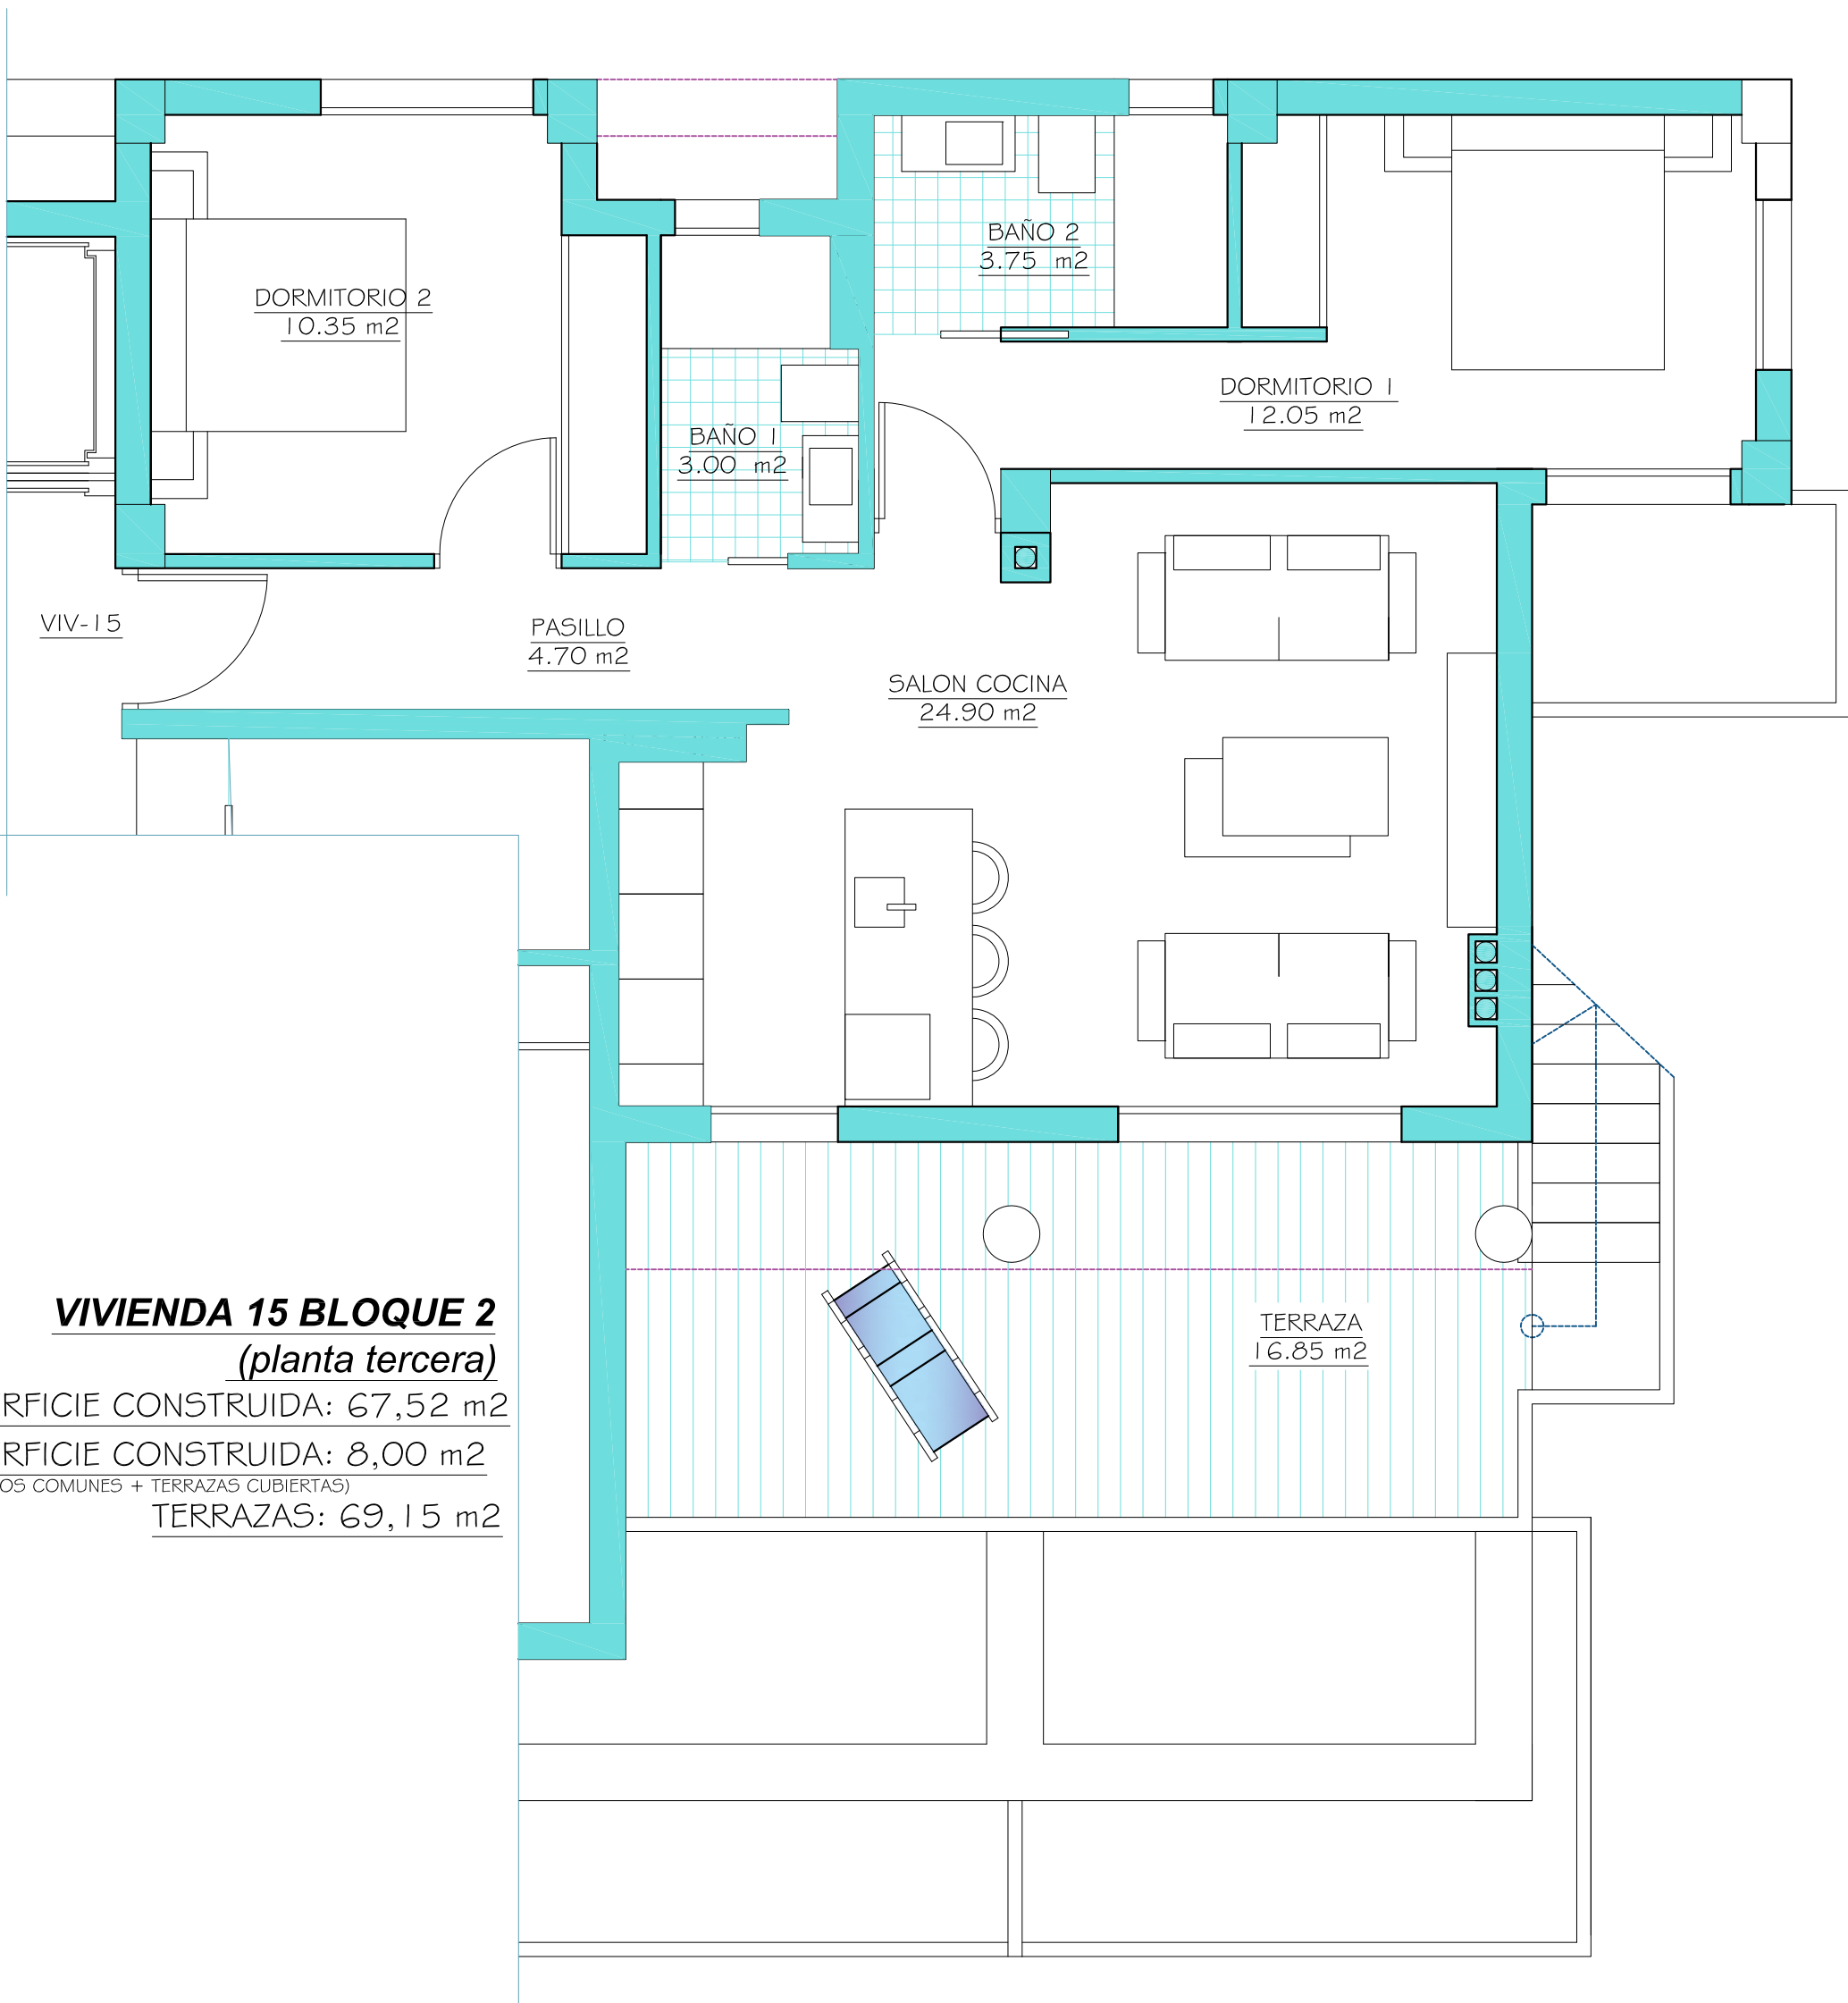 BAÑO 2
3.75 m2
DORMITORIO 2
10.35 m2
DORMITORIO 1
12.05 m2
BAÑO 1
3.00 m2
VIV-15
PASILLO
4.70 m2
SALON COCINA
24.90 m2
TERRAZA
16.85 m2
VIVIENDA 15 BLOQUE 2
(planta tercera)
RFICIE CONSTRUIDA: 67,52 m2
RFICIE CONSTRUIDA: 8,00 m2
OS COMUNES + TERRAZAS CUBIERTAS)
TERRAZAS: 69,15 m2